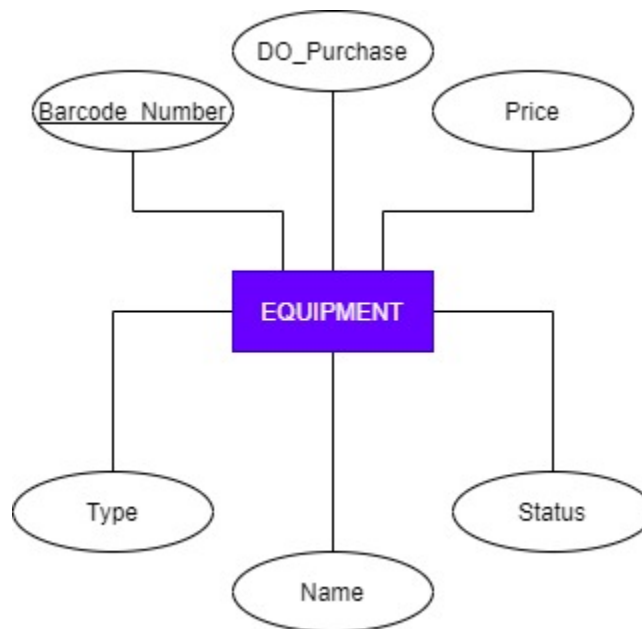 DO_Purchase
Barcode_Number
Price
EQUIPMENT
Type
Status
Name